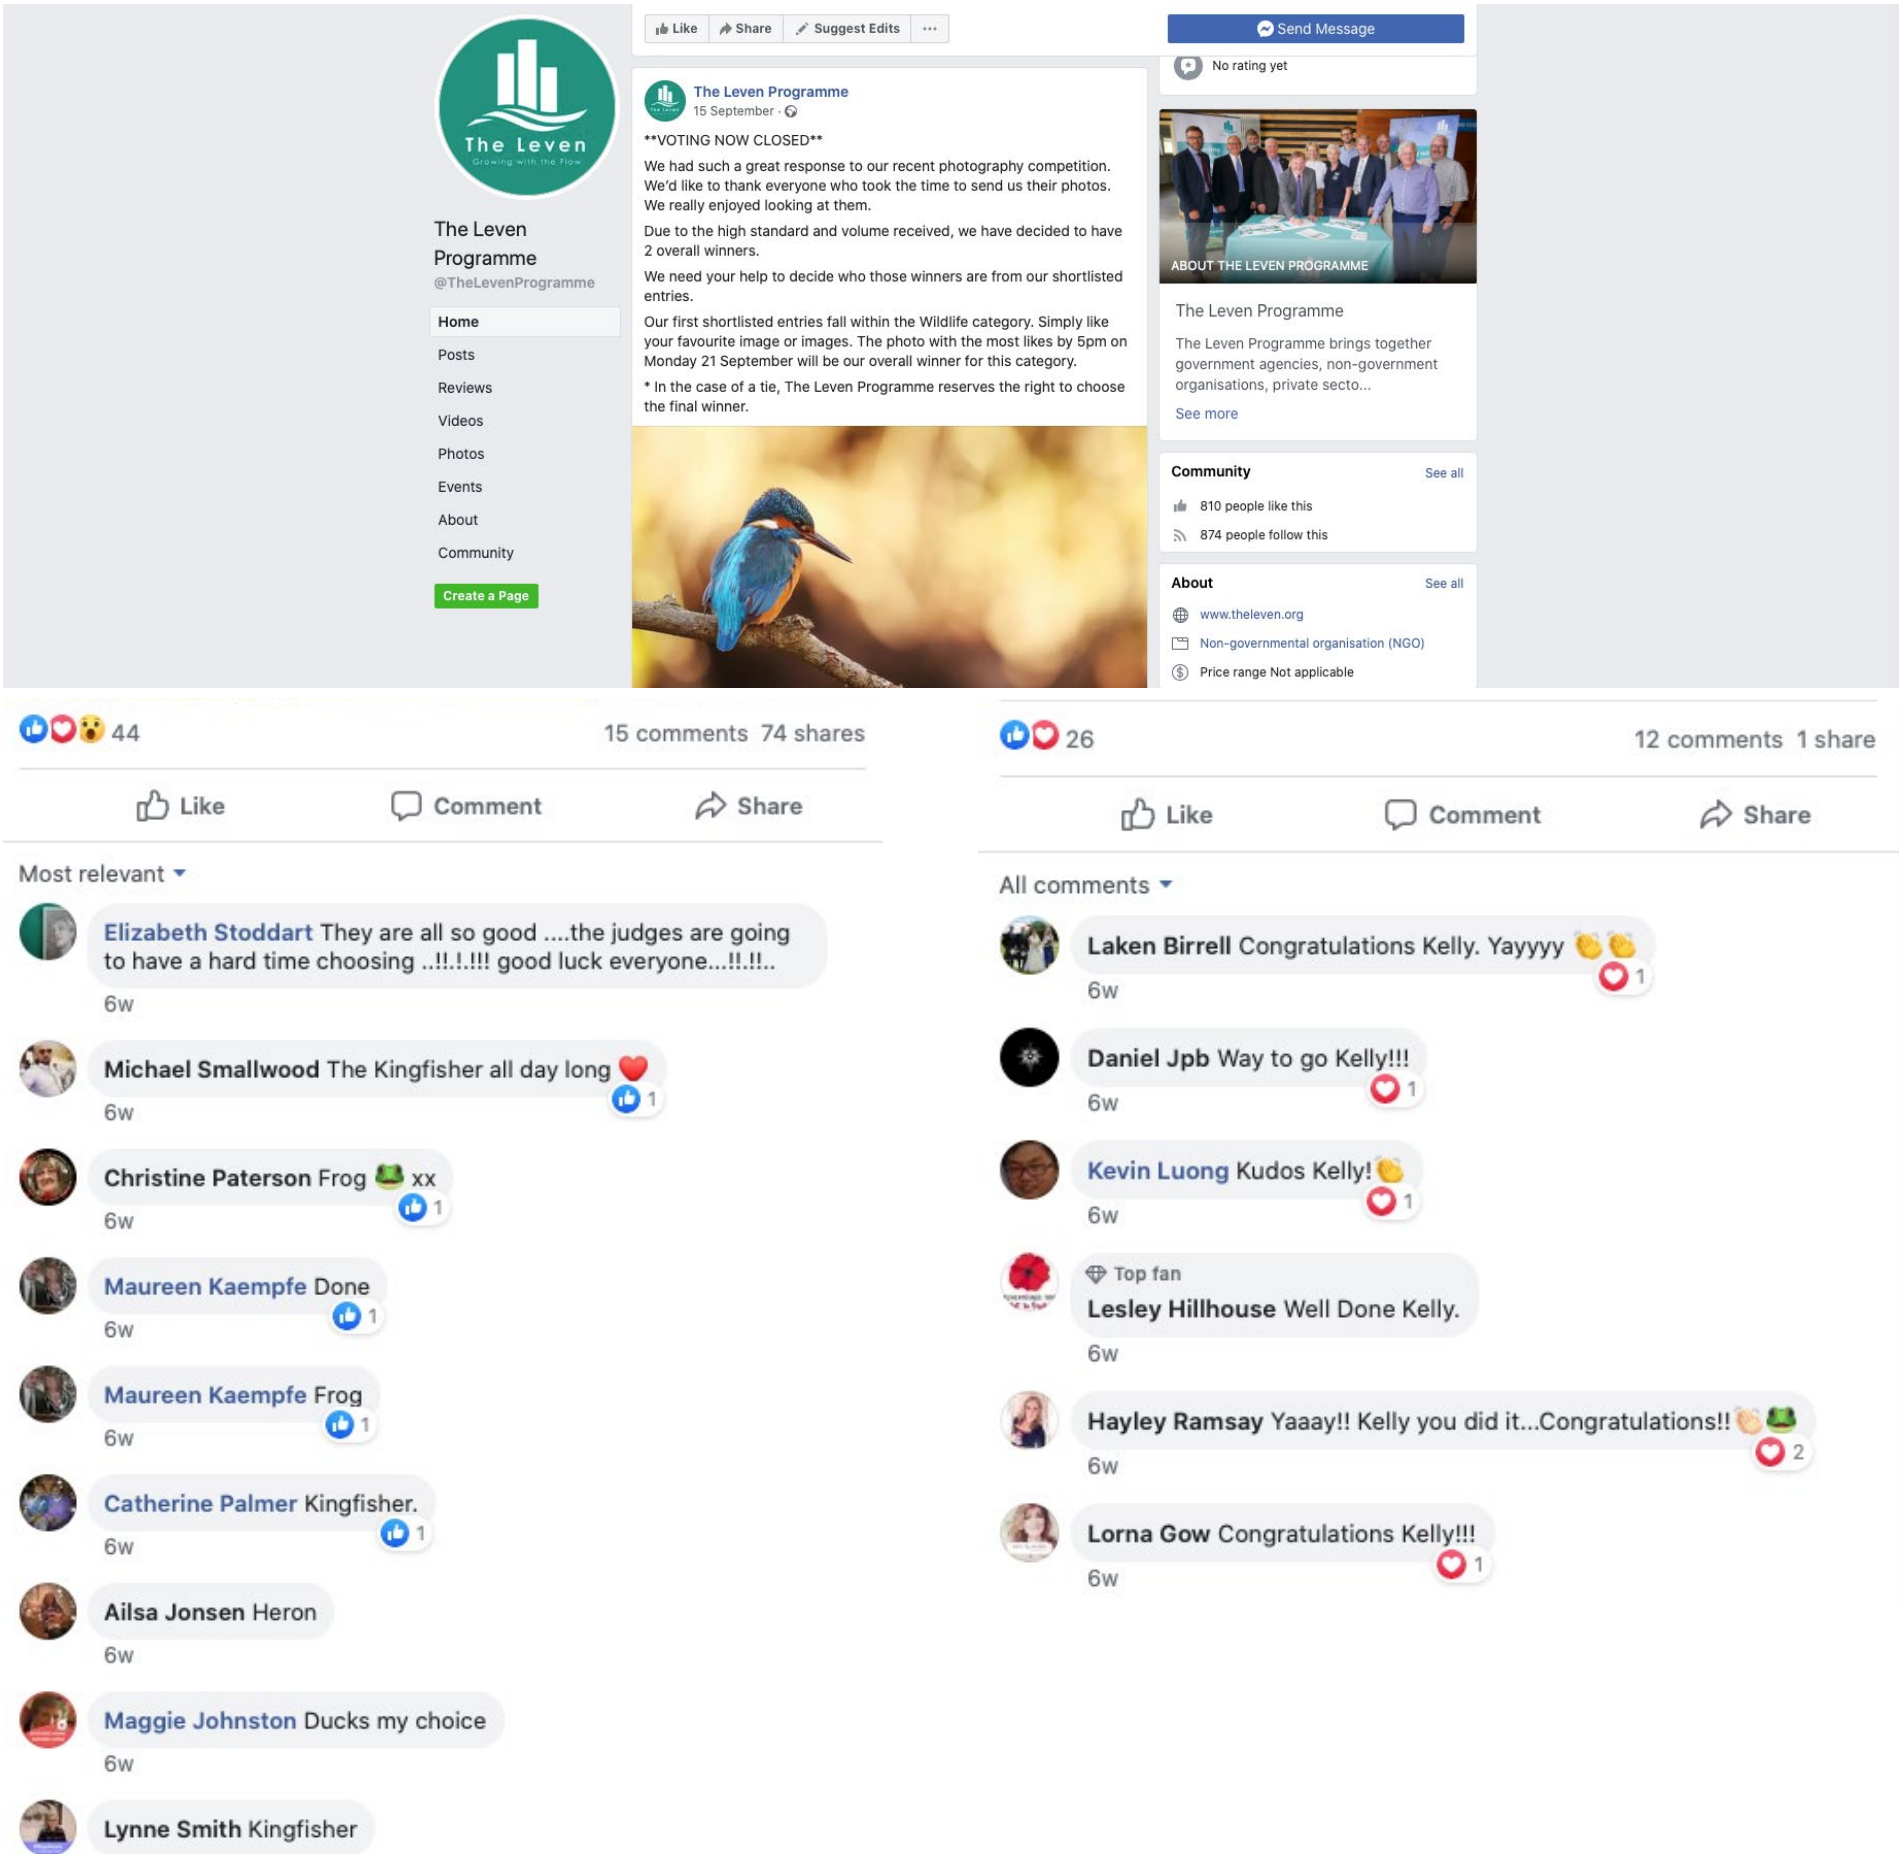 The Leven
Growing with the Flow
The Leven
Programme
@TheLevenProgramme
Home
Posts
Reviews
Videos
Photos
Events
About
Community
Create a Page
Like
Share
Suggest Edits
...
Send Message
The Leven Programme
15 September ·
**VOTING NOW CLOSED**
We had such a great response to our recent photography competition.
We'd like to thank everyone who took the time to send us their photos.
We really enjoyed looking at them.
Due to the high standard and volume received, we have decided to have
2 overall winners.
We need your help to decide who those winners are from our shortlisted
entries.
Our first shortlisted entries fall within the Wildlife category. Simply like
your favourite image or images. The photo with the most likes by 5pm on
Monday 21 September will be our overall winner for this category.
* In the case of a tie, The Leven Programme reserves the right to choose
the final winner.
No rating yet
ABOUT THE LEVEN PROGRAMME
The Leven Programme
The Leven Programme brings together
government agencies, non-government
organisations, private secto...
See more
Community
See all
810 people like this
874 people follow this
About
See all
www.theleven.org
Non-governmental organisation (NGO)
Price range Not applicable
44
15 comments 74 shares
Like
Comment
Share
Most relevant
Elizabeth Stoddart They are all so good ....the judges are going
to have a hard time choosing ..!!.!.!!! good luck everyone...!!.!!..
6w
Michael Smallwood The Kingfisher all day long ❤️
1
6w
Christine Paterson Frog 🐸 xx
1
6w
Maureen Kaempfe Done
1
6w
Maureen Kaempfe Frog
1
6w
Catherine Palmer Kingfisher.
1
6w
Ailsa Jonsen Heron
6w
Maggie Johnston Ducks my choice
6w
Lynne Smith Kingfisher
26
12 comments 1 share
Like
Comment
Share
All comments
Laken Birrell Congratulations Kelly. Yayyyy 👏👏
1
6w
Daniel Jpb Way to go Kelly!!!
1
6w
Kevin Luong Kudos Kelly!👏
1
6w
Top fan
Lesley Hillhouse Well Done Kelly.
6w
Hayley Ramsay Yaaay!! Kelly you did it...Congratulations!!👏🏻🐸
2
6w
Lorna Gow Congratulations Kelly!!!
1
6w